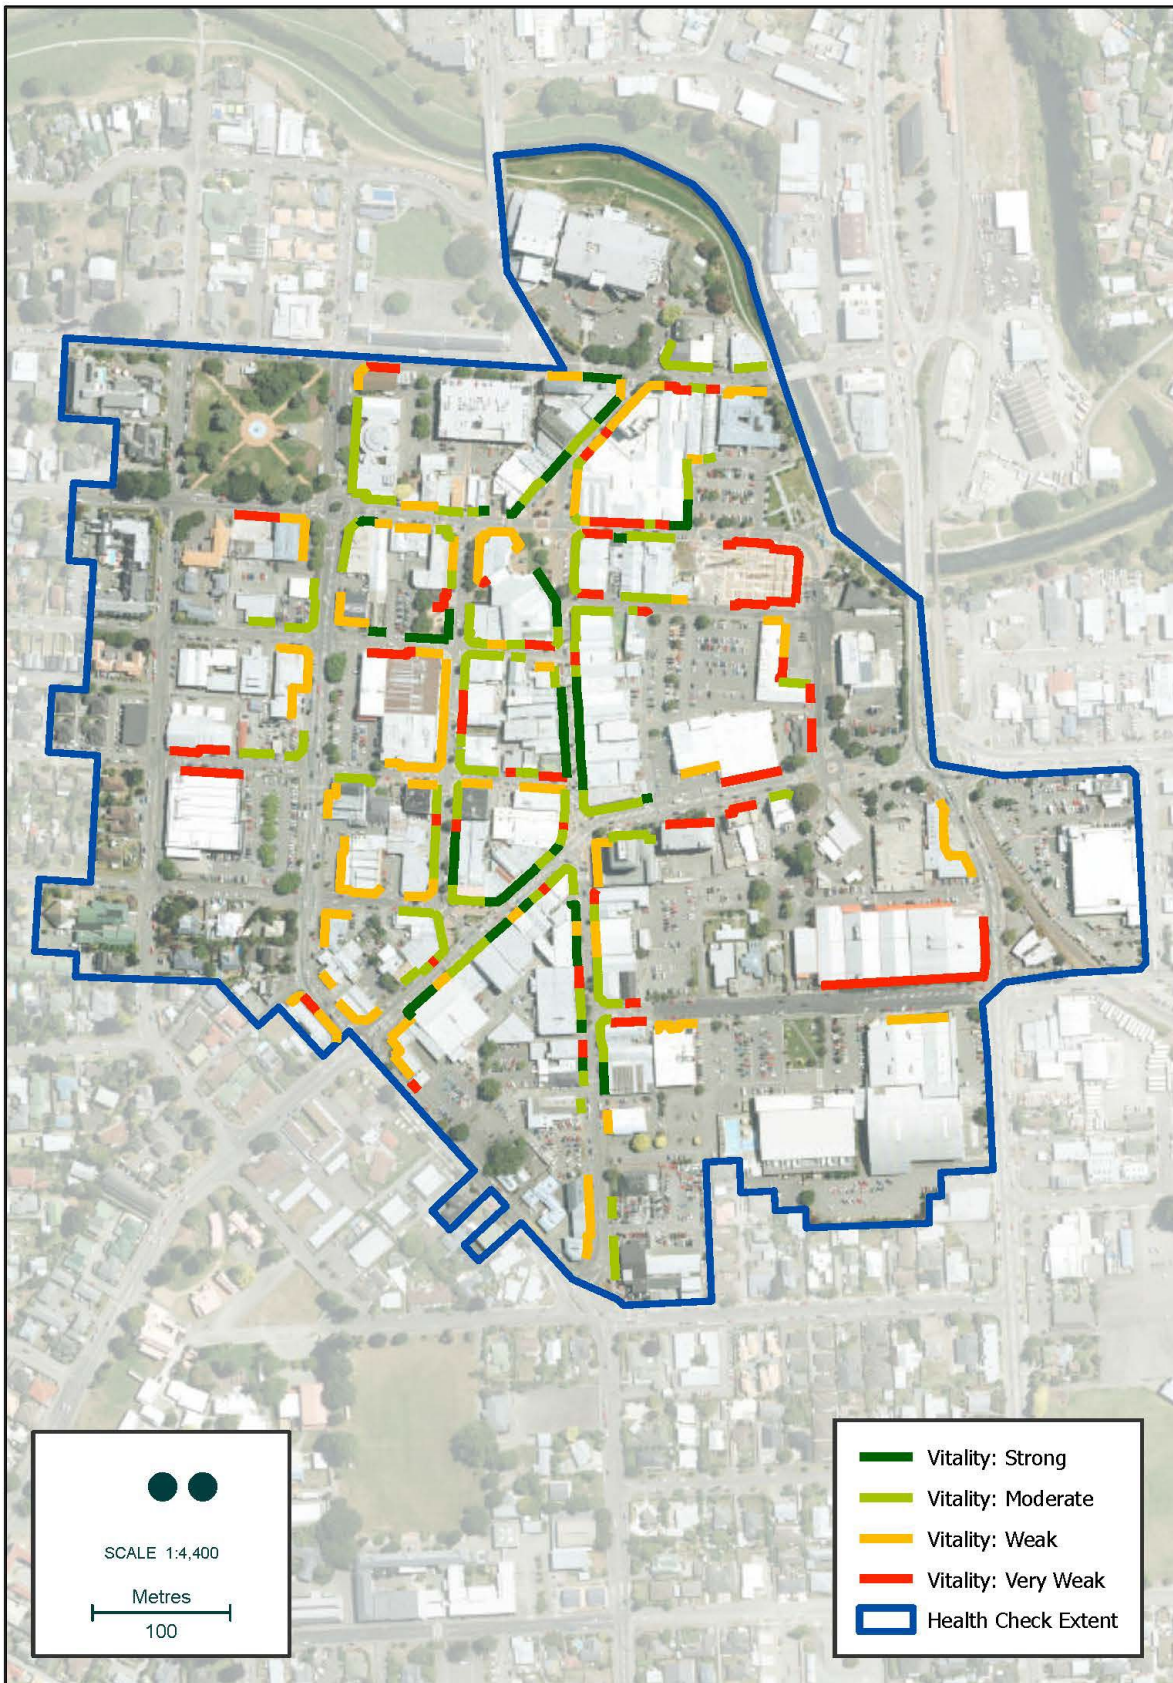 SCALE 1:4,400
Metres
100
Vitality: Strong
Vitality: Moderate
Vitality: Weak
Vitality: Very Weak
Health Check Extent